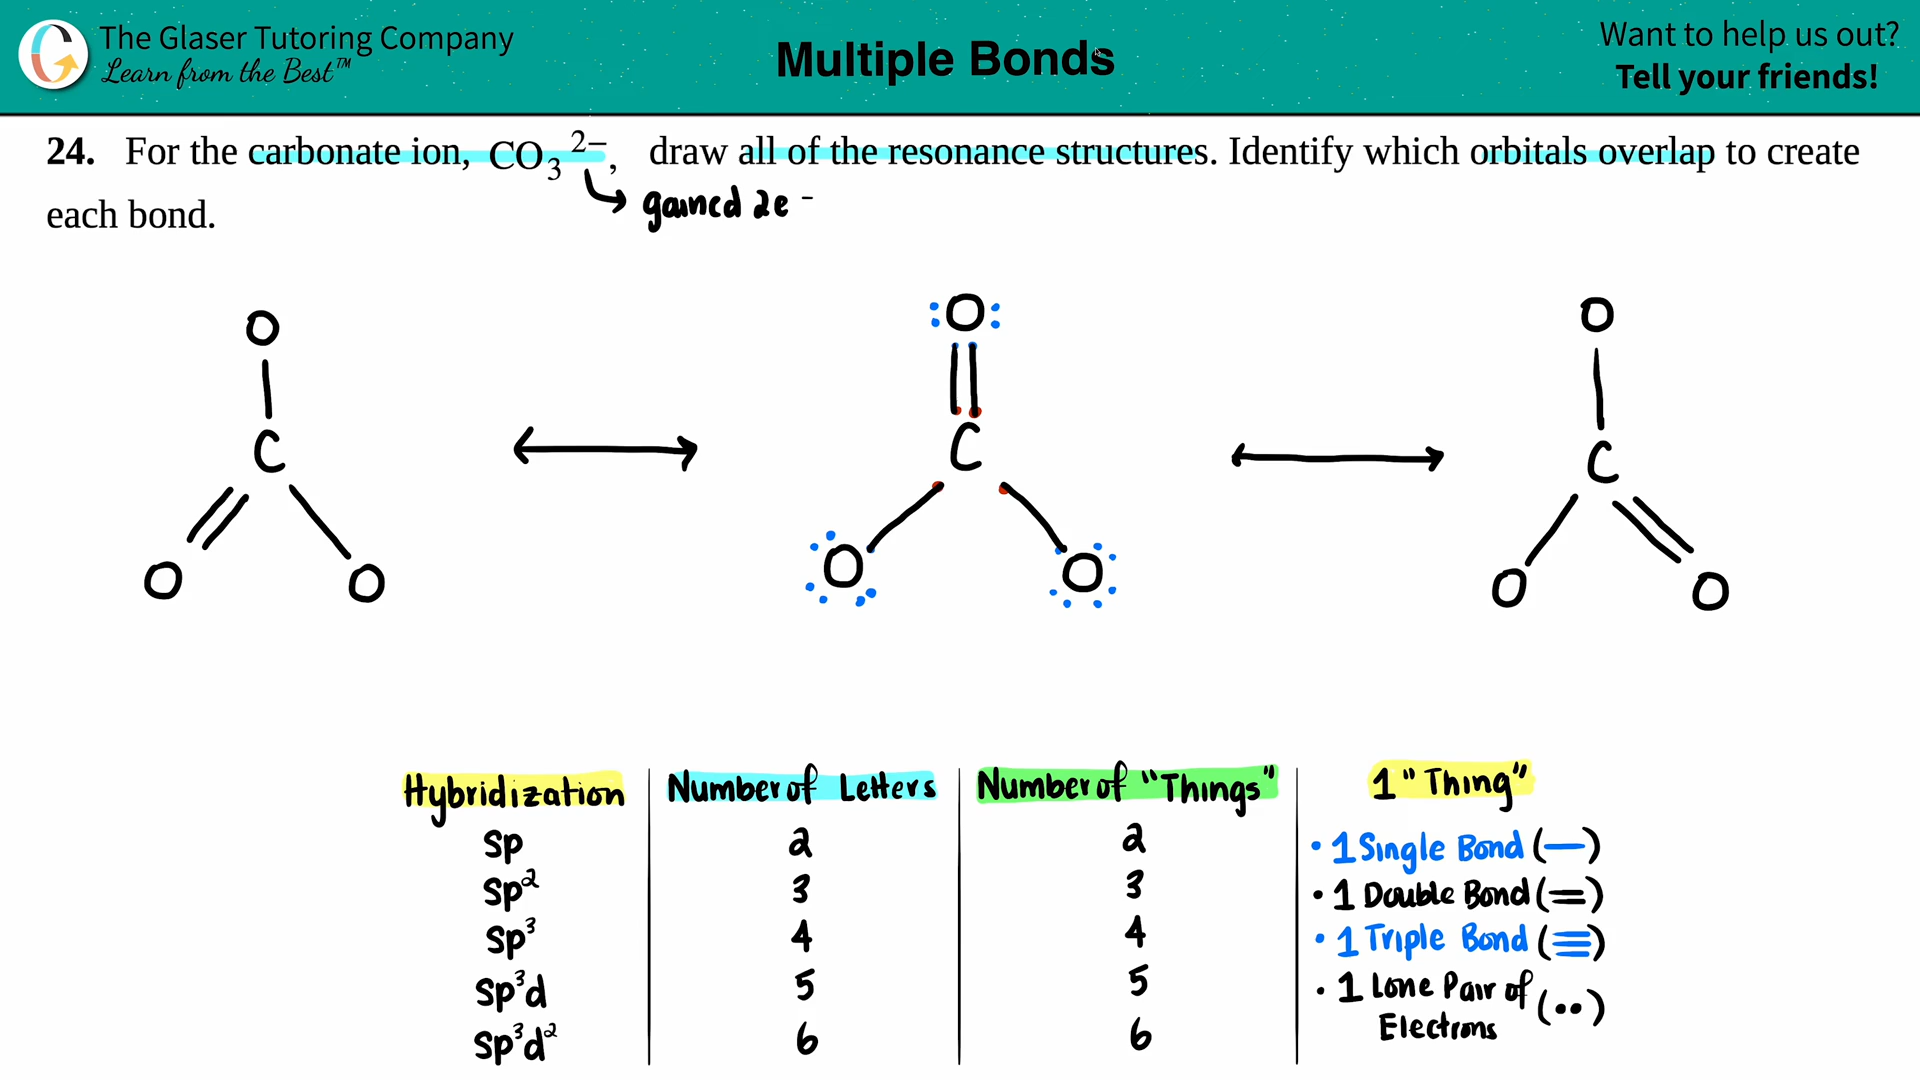 The Glaser Tutoring Company
Learn from the Best™
Multiple Bonds
Want to help us out?
Tell your friends!
24. For the carbonate ion, CO₃²⁻, draw all of the resonance structures. Identify which orbitals overlap to create
each bond.
gained 2e⁻
O O O
C C C
O O O O O O
Hybridization Number of Letters Number of "Things" 1 "Thing"
sp 2 2 • 1 Single Bond (—)
sp² 3 3 • 1 Double Bond (=)
sp³ 4 4 • 1 Triple Bond (≡)
sp³d 5 5 • 1 Lone Pair of
Electrons (••)
sp³d² 6 6